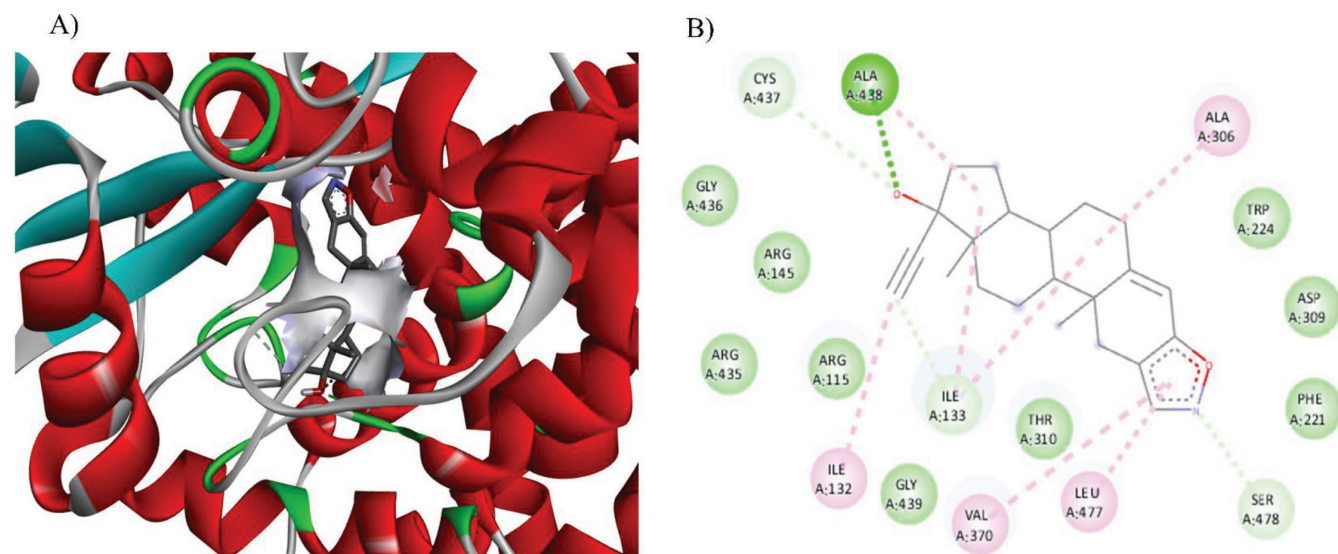 A)
B)
CYS
A:437
ALA
A:438
ALA
A:306
GLY
A:436
TRP
A:224
ARG
A:145
ASP
A:309
ARG
A:435
ARG
A:115
ILE
A:133
THR
A:310
PHE
A:221
ILE
A:132
GLY
A:439
VAL
A:370
LEU
A:477
SER
A:478
O
O
N